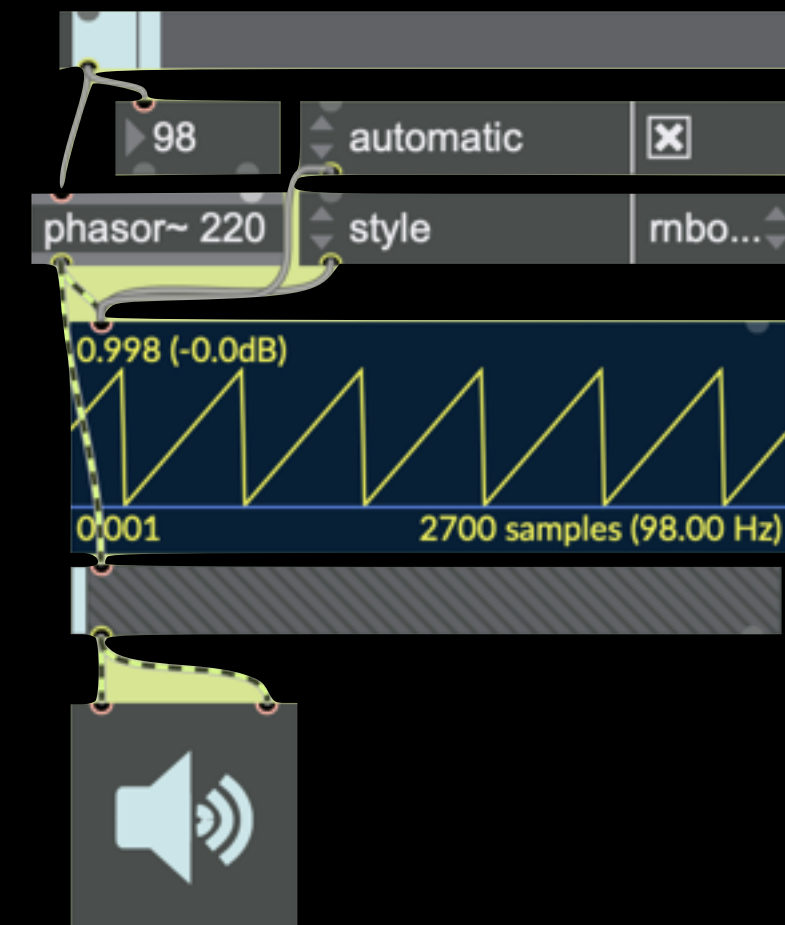 98
automatic
phasor~ 220
style
rnbo...
0.998 (-0.0dB)
0.001
2700 samples (98.00 Hz)